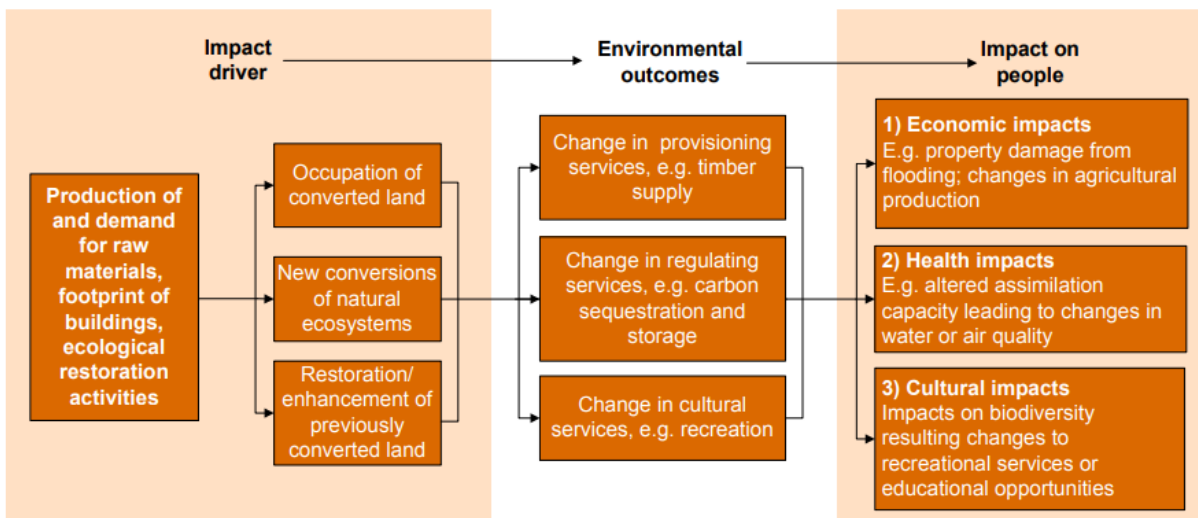 Impact
driver
Environmental
outcomes
Impact on
people
Production of
and demand
for raw
materials,
footprint of
buildings,
ecological
restoration
activities
Occupation of
converted land
New conversions
of natural
ecosystems
Restoration/
enhancement of
previously
converted land
Change in provisioning
services, e.g. timber
supply
Change in regulating
services, e.g. carbon
sequestration and
storage
Change in cultural
services, e.g. recreation
1) Economic impacts
E.g. property damage from
flooding; changes in agricultural
production
2) Health impacts
E.g. altered assimilation
capacity leading to changes in
water or air quality
3) Cultural impacts
Impacts on biodiversity
resulting changes to
recreational services or
educational opportunities